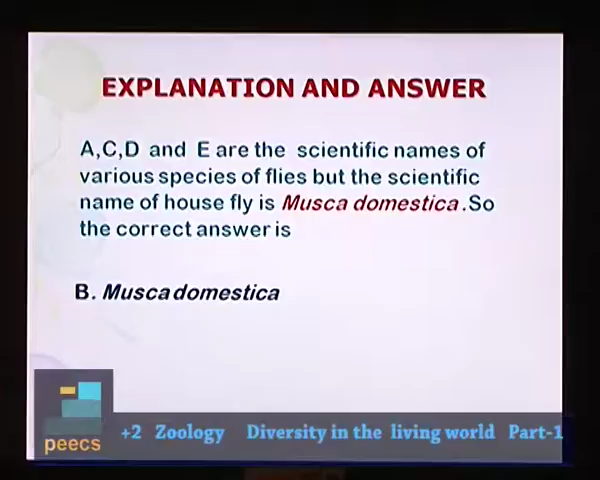 EXPLANATION AND ANSWER
A,C,D and E are the scientific names of
various species of flies but the scientific
name of house fly is Musca domestica.So
the correct answer is
B. Musca domestica
peecs
+2 Zoology Diversity in the living world Part-1